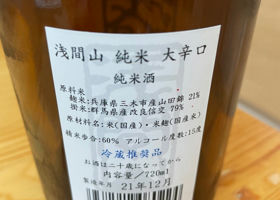 浅間山 純米 大辛口
純米酒
原料米
麹米:兵庫県三木市産山田錦 21%
掛米:群馬県産改良信交 79%
原材料名:米(国産)・米麹(国産米)
精米歩合:60% アルコール度数:15度
冷蔵推奨品
お酒は二十歳になってから
内容量/720ml
製造年月 21年12月